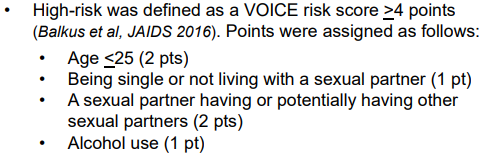 • High-risk was defined as a VOICE risk score ≥4 points
(Balkus et al, JAIDS 2016). Points were assigned as follows:
• Age ≤25 (2 pts)
• Being single or not living with a sexual partner (1 pt)
• A sexual partner having or potentially having other
sexual partners (2 pts)
• Alcohol use (1 pt)